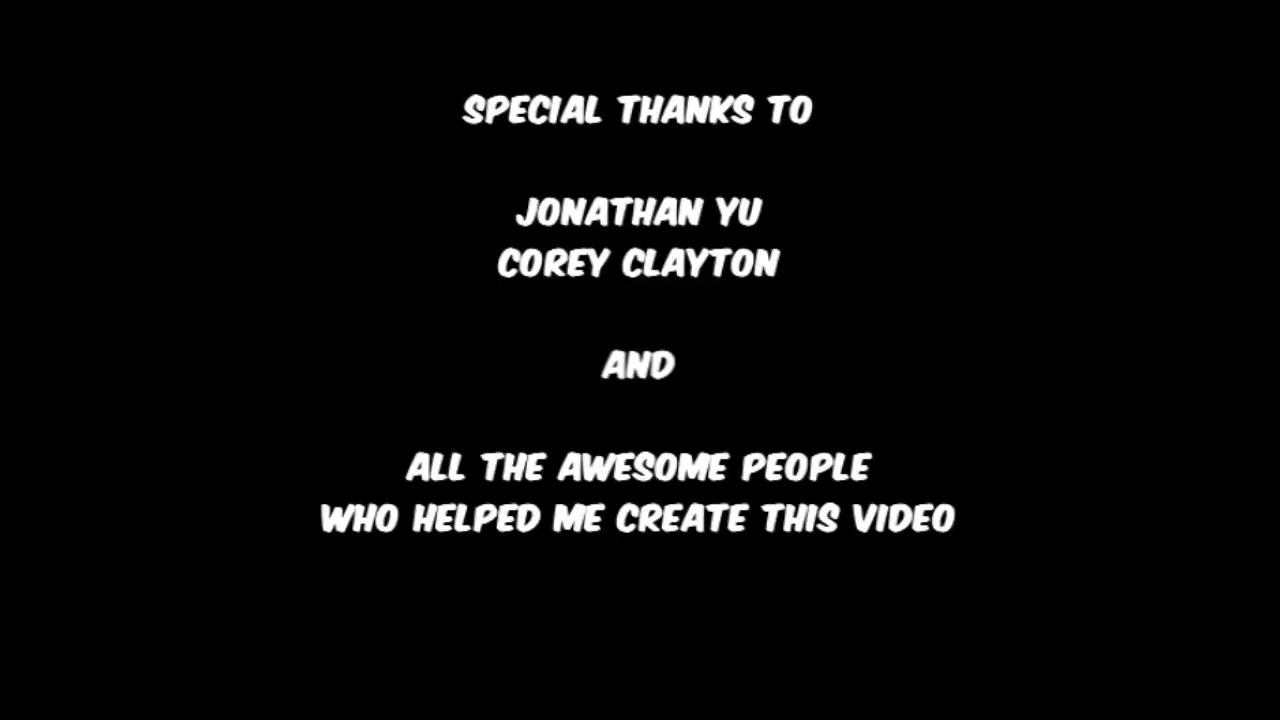 SPECIAL THANKS TO
JONATHAN YU
COREY CLAYTON
AND
ALL THE AWESOME PEOPLE
WHO HELPED ME CREATE THIS VIDEO